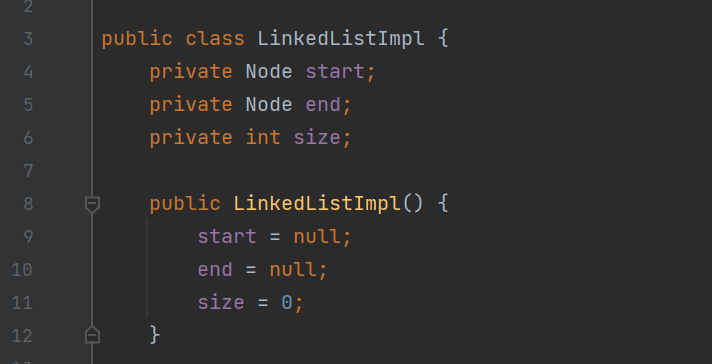 2
3 public class LinkedListImpl {
4 private Node start;
5 private Node end;
6 private int size;
7
8 public LinkedListImpl() {
9 start = null;
10 end = null;
11 size = 0;
12 }